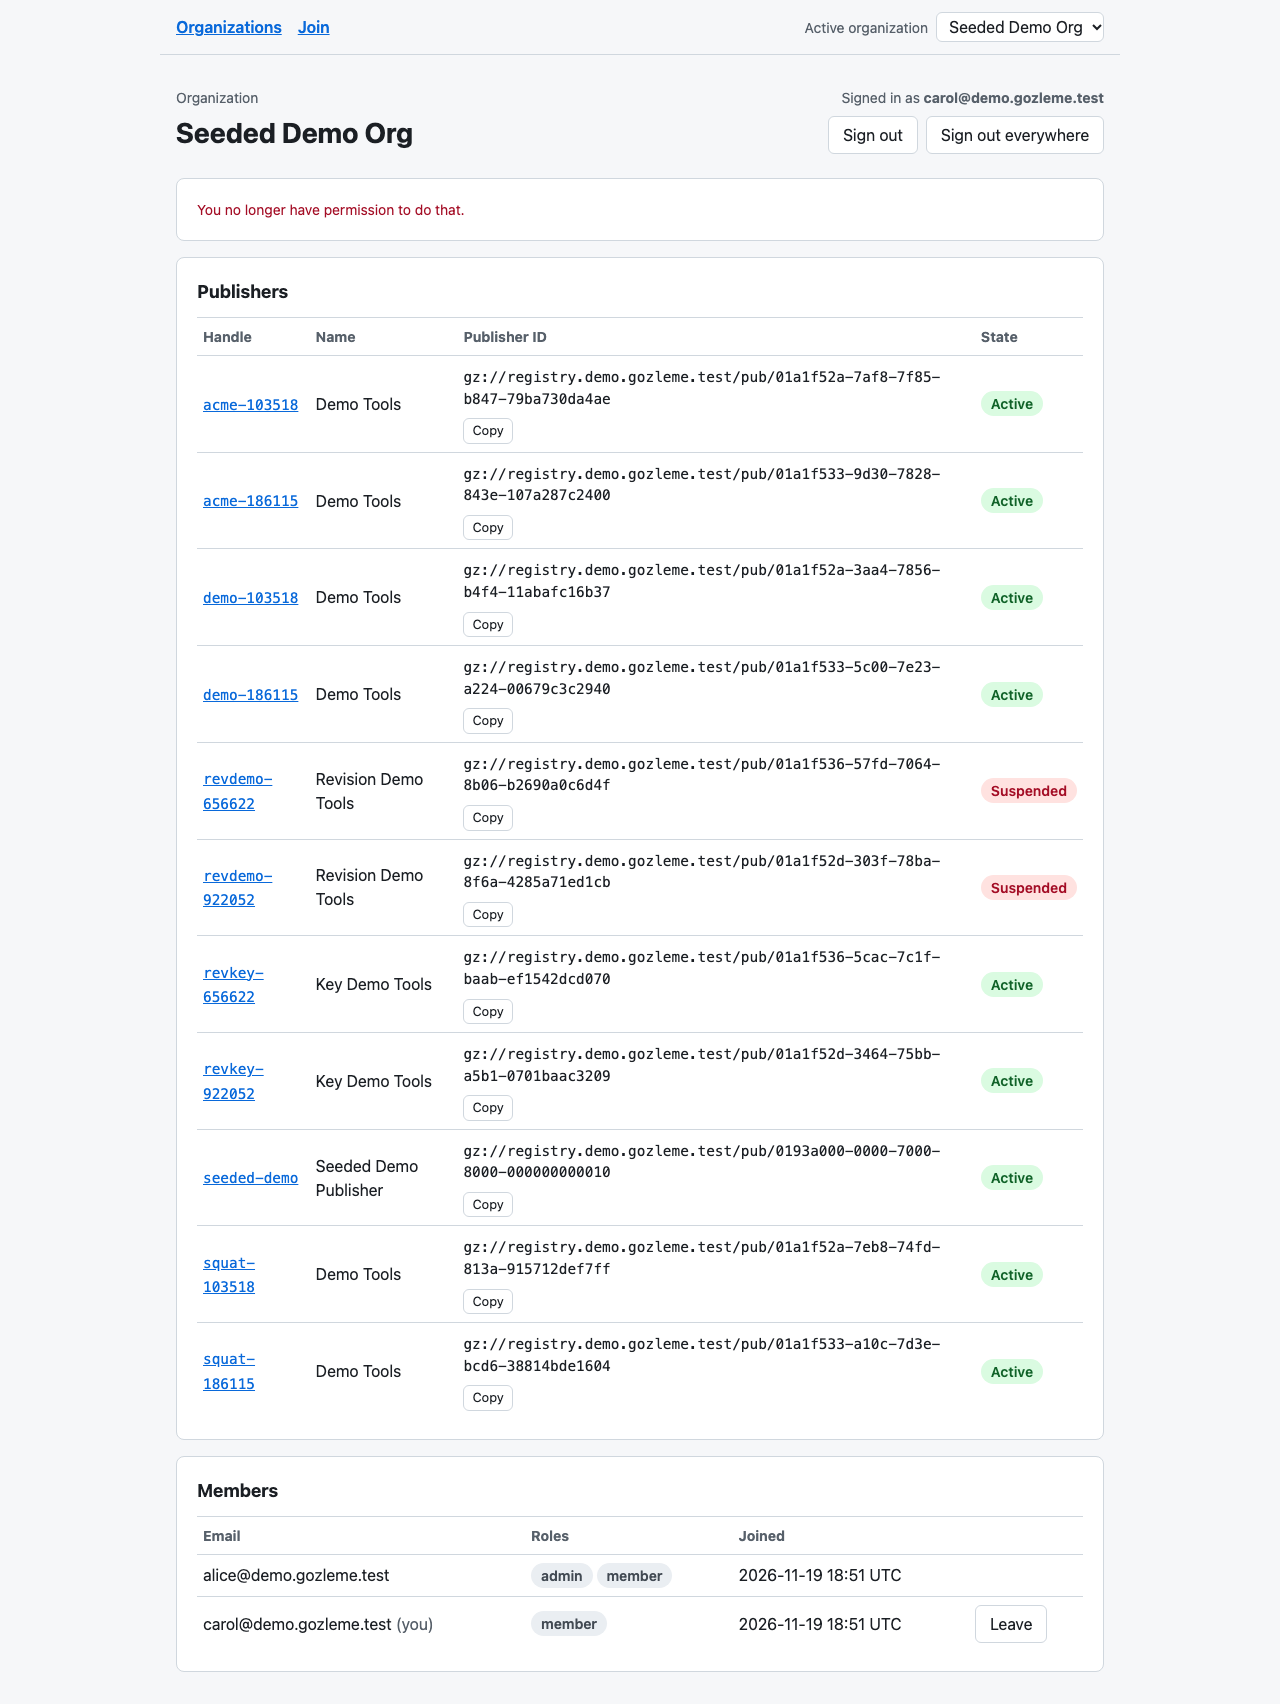 Organizations Join Active organization Seeded Demo Org
Organization
Signed in as carol@demo.gozleme.test
Seeded Demo Org
Sign out Sign out everywhere
You no longer have permission to do that.
Publishers
Handle Name Publisher ID State
gz://registry.demo.gozleme.test/pub/01a1f52a-7af8-7f85-
acme-103518 Demo Tools b847-79ba730da4ae Active
Copy
gz://registry.demo.gozleme.test/pub/01a1f533-9d30-7828-
acme-186115 Demo Tools 843e-107a287c2400 Active
Copy
gz://registry.demo.gozleme.test/pub/01a1f52a-3aa4-7856-
demo-103518 Demo Tools b4f4-11abafc16b37 Active
Copy
gz://registry.demo.gozleme.test/pub/01a1f533-5c00-7e23-
demo-186115 Demo Tools a224-00679c3c2940 Active
Copy
gz://registry.demo.gozleme.test/pub/01a1f536-57fd-7064-
revdemo- Revision Demo 8b06-b2690a0c6d4f Suspended
656622 Tools
Copy
gz://registry.demo.gozleme.test/pub/01a1f52d-303f-78ba-
revdemo- Revision Demo 8f6a-4285a71ed1cb Suspended
922052 Tools
Copy
gz://registry.demo.gozleme.test/pub/01a1f536-5cac-7c1f-
revkey- Key Demo Tools baab-ef1542dcd070 Active
656622
Copy
gz://registry.demo.gozleme.test/pub/01a1f52d-3464-75bb-
revkey- Key Demo Tools a5b1-0701baac3209 Active
922052
Copy
gz://registry.demo.gozleme.test/pub/0193a000-0000-7000-
seeded-demo Seeded Demo 8000-000000000010 Active
Publisher
Copy
gz://registry.demo.gozleme.test/pub/01a1f52a-7eb8-74fd-
squat- Demo Tools 813a-915712def7ff Active
103518
Copy
gz://registry.demo.gozleme.test/pub/01a1f533-a10c-7d3e-
squat- Demo Tools bcd6-38814bde1604 Active
186115
Copy
Members
Email Roles Joined
alice@demo.gozleme.test admin member 2026-11-19 18:51 UTC
carol@demo.gozleme.test (you) member 2026-11-19 18:51 UTC Leave